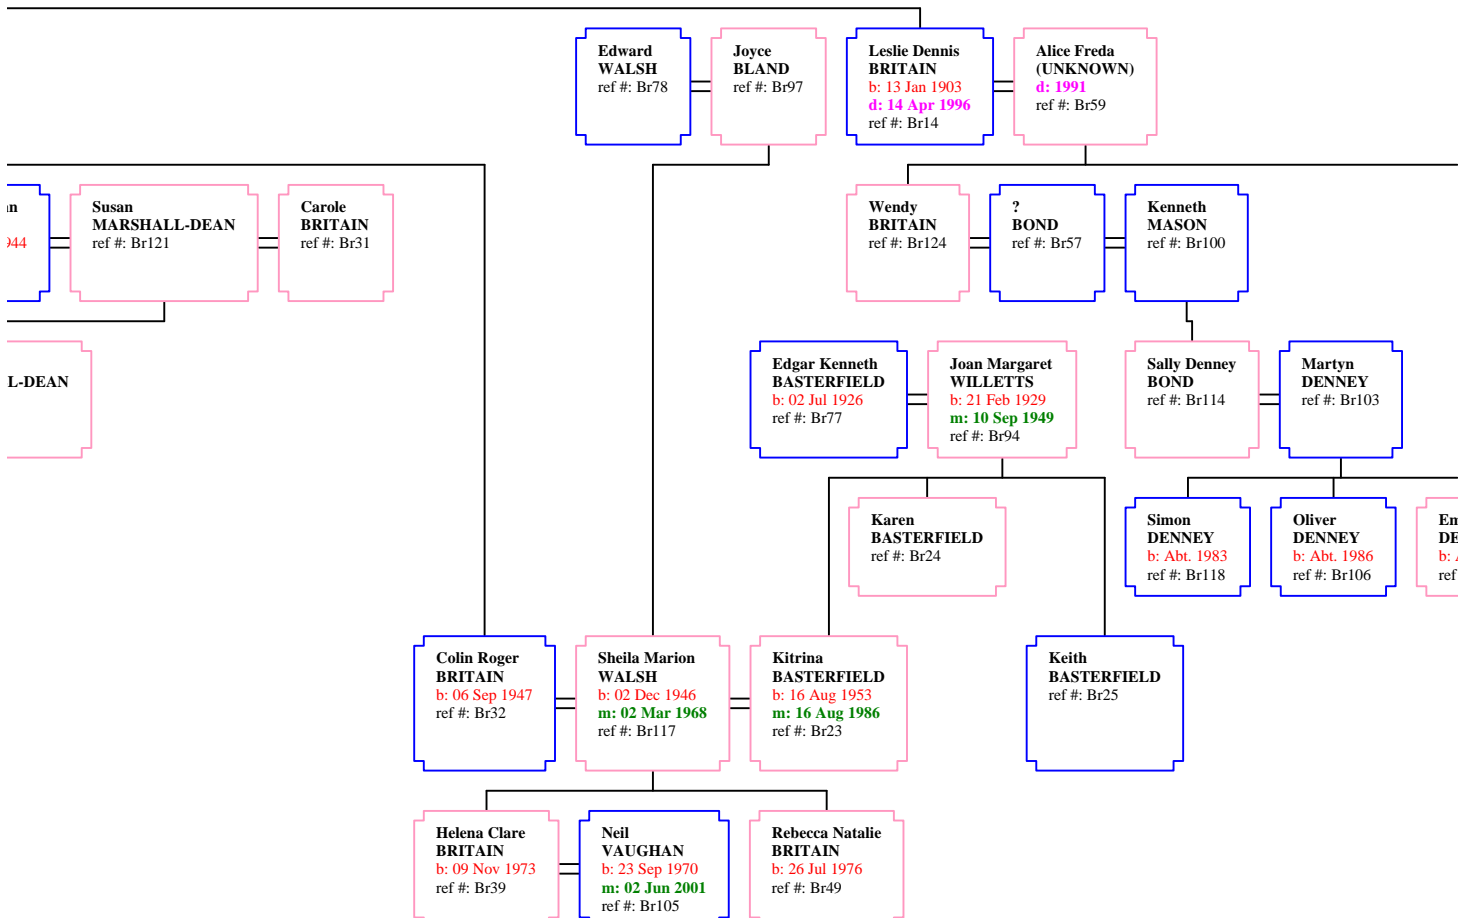 Edward
WALSH
ref #: Br78
Joyce
BLAND
ref #: Br97
Leslie Dennis
BRITAIN
b: 13 Jan 1903
d: 14 Apr 1996
ref #: Br14
Alice Freda
(UNKNOWN)
d: 1991
ref #: Br59
Susan
MARSHALL-DEAN
ref #: Br121
Carole
BRITAIN
ref #: Br31
Wendy
BRITAIN
ref #: Br124
?
BOND
ref #: Br57
Kenneth
MASON
ref #: Br100
L-DEAN
Edgar Kenneth
BASTERFIELD
b: 02 Jul 1926
ref #: Br77
Joan Margaret
WILLETTS
b: 21 Feb 1929
m: 10 Sep 1949
ref #: Br94
Sally Denney
BOND
ref #: Br114
Martyn
DENNEY
ref #: Br103
Karen
BASTERFIELD
ref #: Br24
Simon
DENNEY
b: Abt. 1983
ref #: Br118
Oliver
DENNEY
b: Abt. 1986
ref #: Br106
Em
DE
b: A
ref
Colin Roger
BRITAIN
b: 06 Sep 1947
ref #: Br32
Sheila Marion
WALSH
b: 02 Dec 1946
m: 02 Mar 1968
ref #: Br117
Kitrina
BASTERFIELD
b: 16 Aug 1953
m: 16 Aug 1986
ref #: Br23
Keith
BASTERFIELD
ref #: Br25
Helena Clare
BRITAIN
b: 09 Nov 1973
ref #: Br39
Neil
VAUGHAN
b: 23 Sep 1970
m: 02 Jun 2001
ref #: Br105
Rebecca Natalie
BRITAIN
b: 26 Jul 1976
ref #: Br49